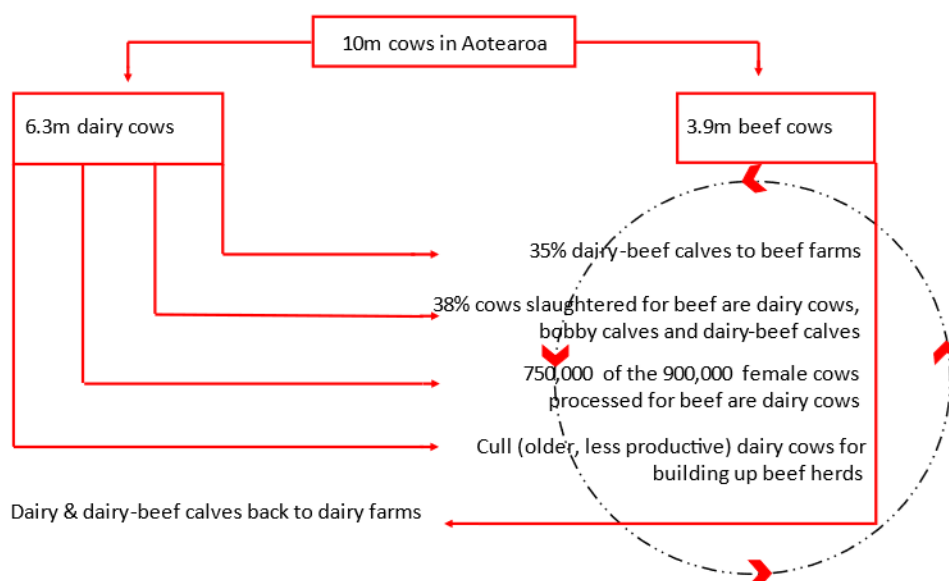 10m cows in Aotearoa
6.3m dairy cows
3.9m beef cows
35% dairy-beef calves to beef farms
38% cows slaughtered for beef are dairy cows,
bobby calves and dairy-beef calves
750,000 of the 900,000 female cows
processed for beef are dairy cows
Cull (older, less productive) dairy cows for
building up beef herds
Dairy & dairy-beef calves back to dairy farms